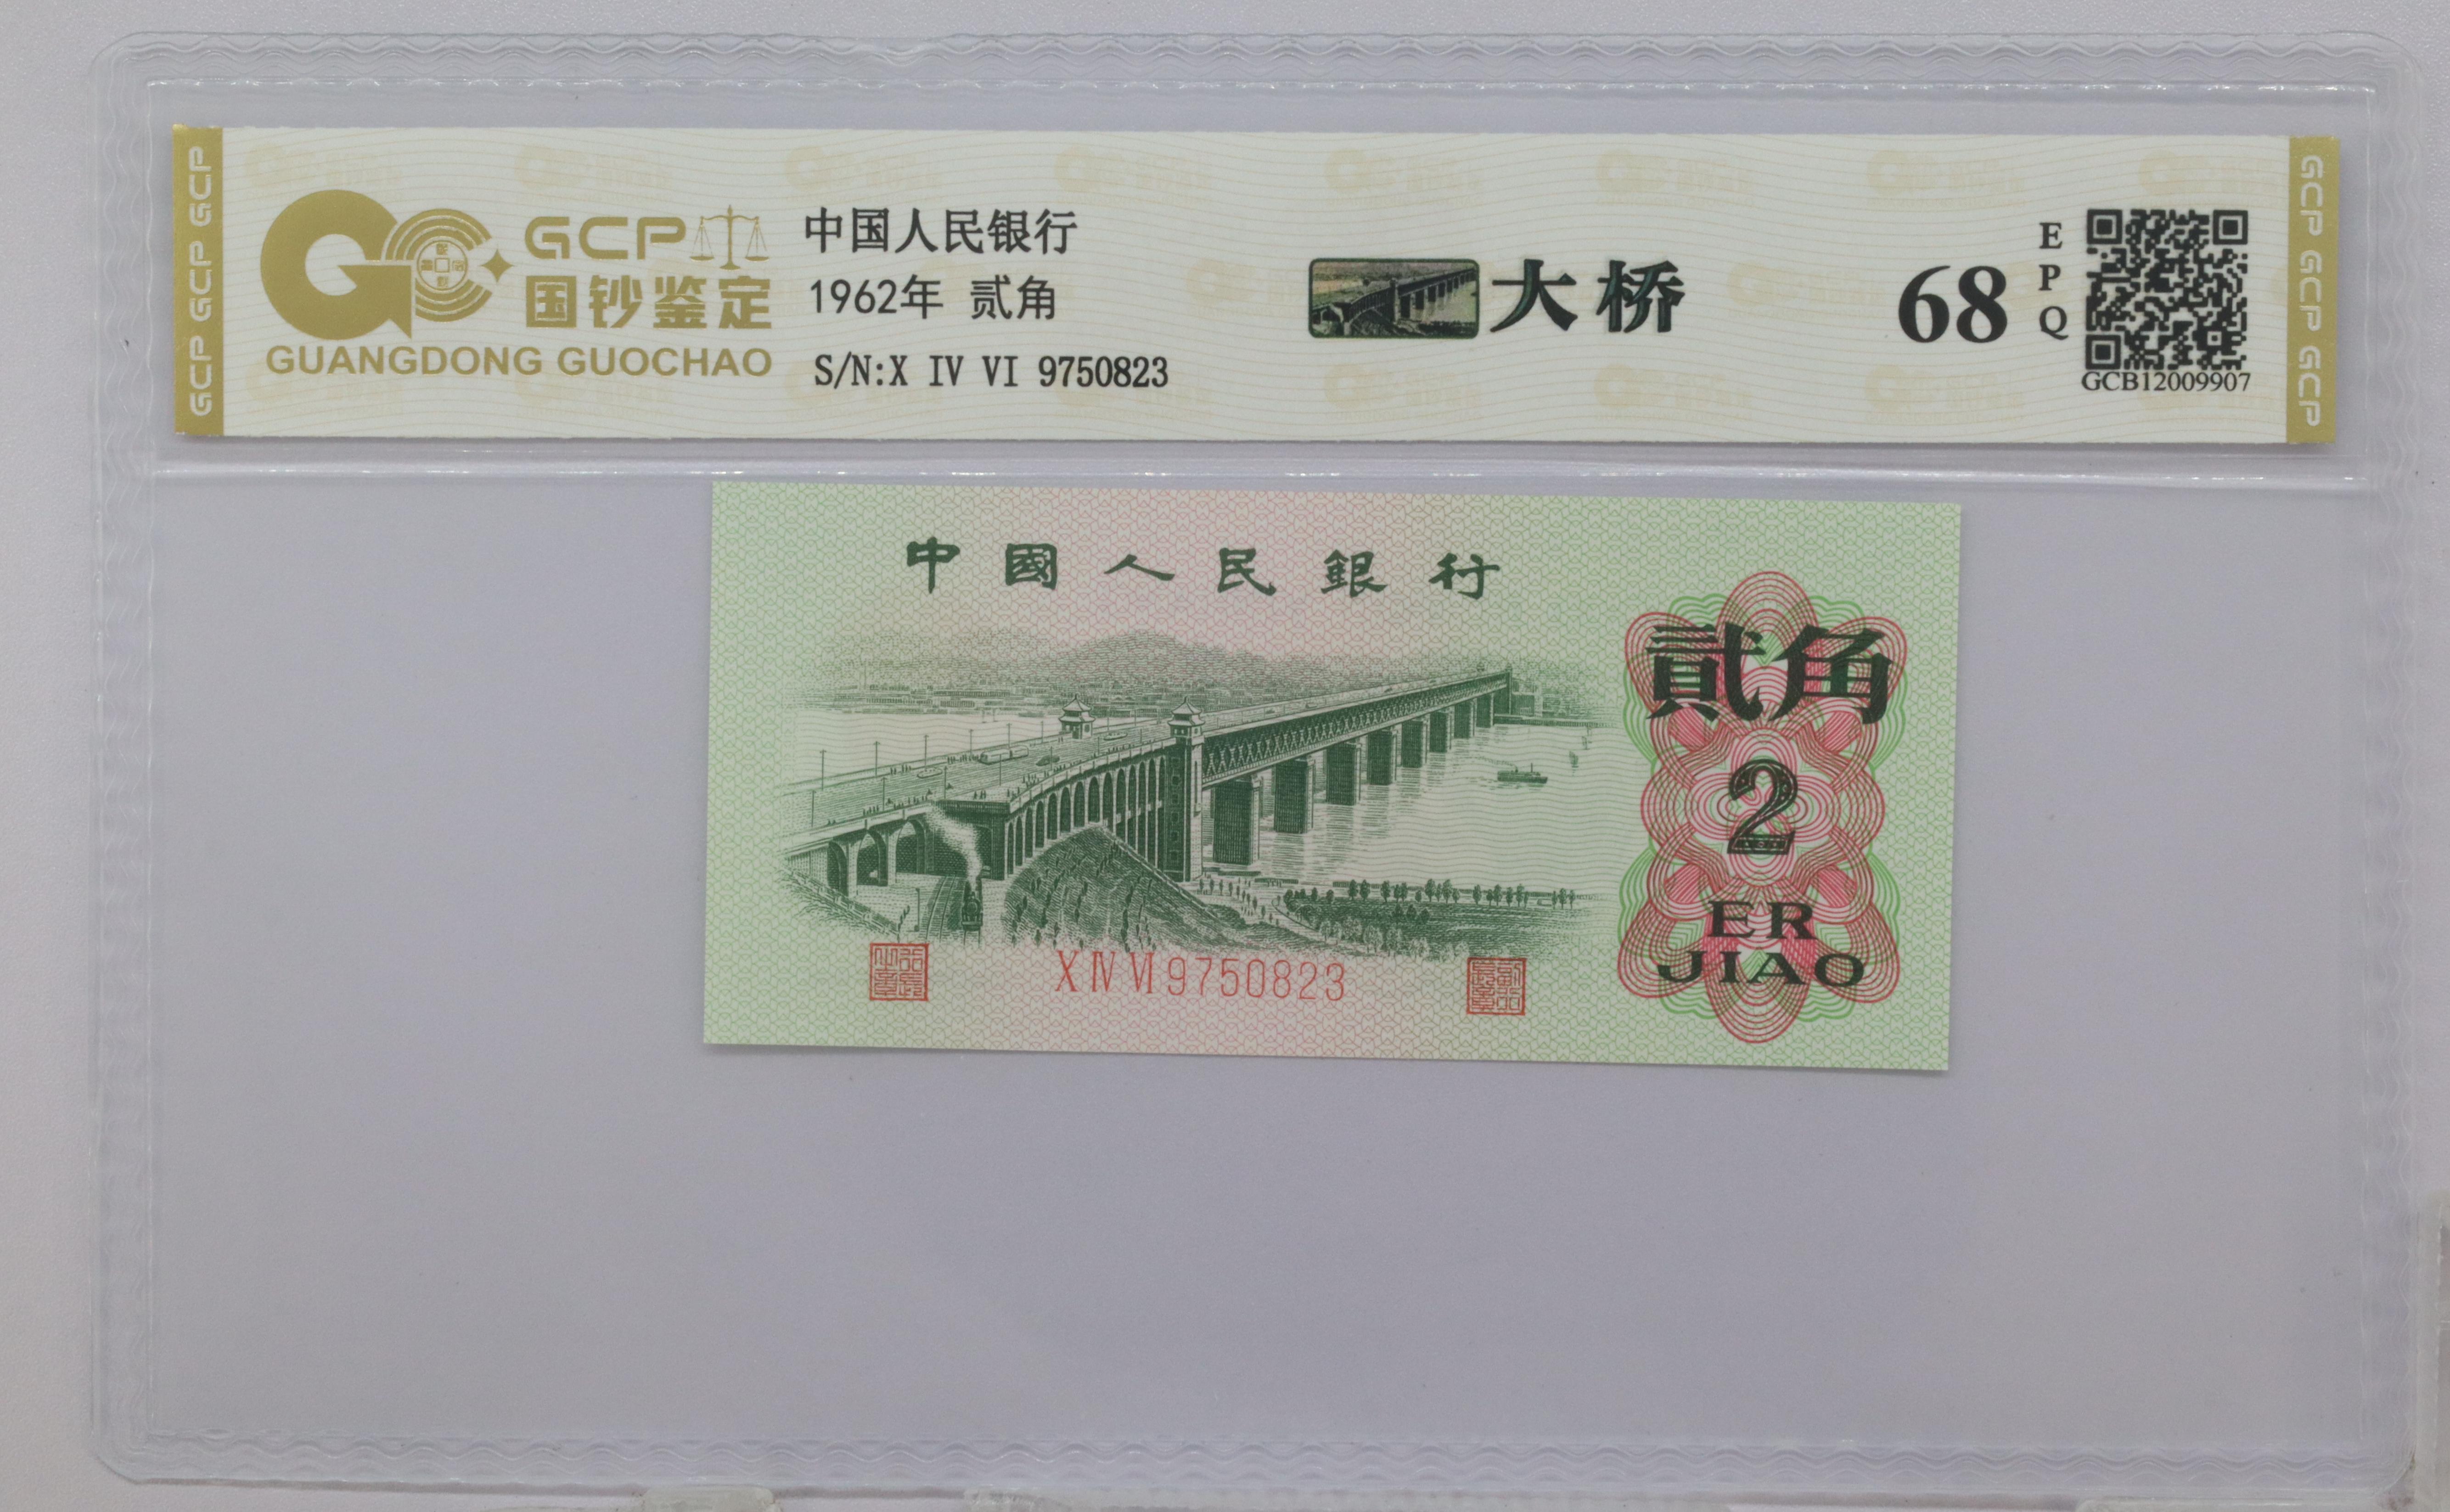 GCP GCP GCP
GCP
国钞鉴定
GUANGDONG GUOCHAO
中国人民银行
1962年 贰角
S/N:X IV VI 9750823
大桥
68
EPQ
GCB12009907
GCP GCP GCP
中國人民銀行
貳角
2
ER
JIAO
X IV VI 9750823